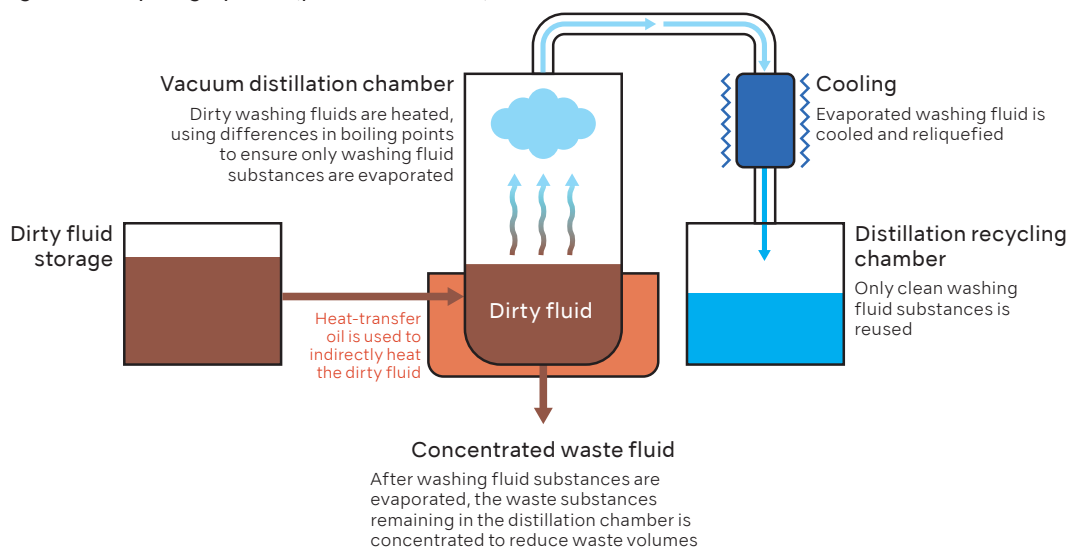 Vacuum distillation chamber
Dirty washing fluids are heated,
using differences in boiling points
to ensure only washing fluid
substances are evaporated
Cooling
Evaporated washing fluid is
cooled and reliquefied
Dirty fluid
storage
Heat-transfer
oil is used to
indirectly heat
the dirty fluid
Dirty fluid
Distillation recycling
chamber
Only clean washing
fluid substances is
reused
Concentrated waste fluid
After washing fluid substances are
evaporated, the waste substances
remaining in the distillation chamber is
concentrated to reduce waste volumes